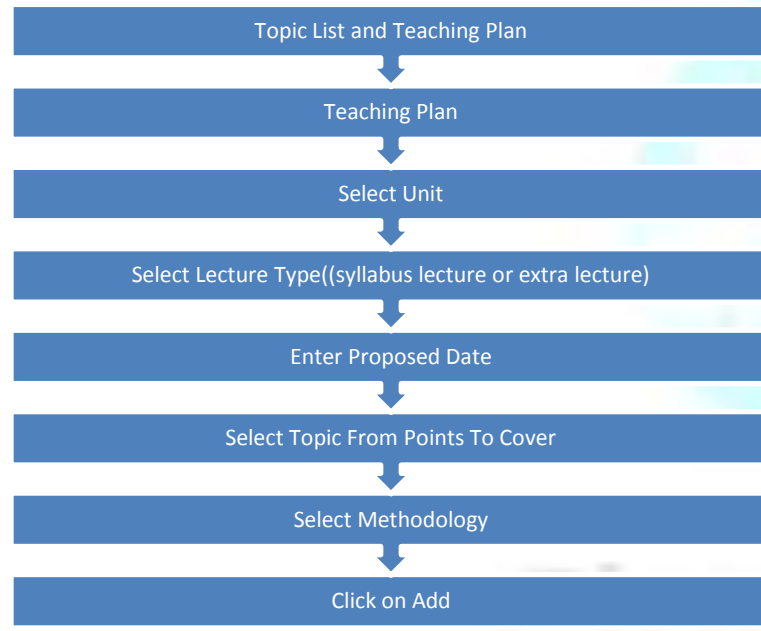 Topic List and Teaching Plan
Teaching Plan
Select Unit
Select Lecture Type((syllabus lecture or extra lecture)
Enter Proposed Date
Select Topic From Points To Cover
Select Methodology
Click on Add